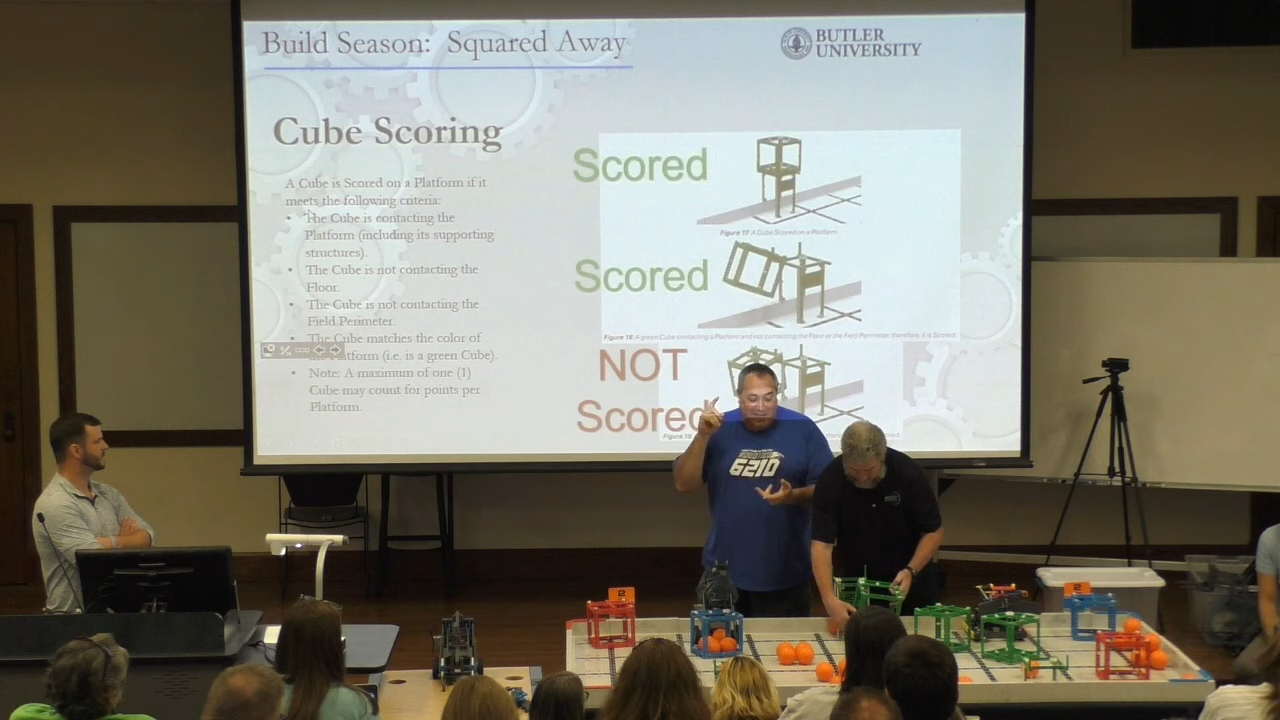 Build Season: Squared Away
BUTLER
UNIVERSITY
Cube Scoring
A Cube is Scored on a Platform if it
meets the following criteria:
• The Cube is contacting the
Platform (including its supporting
structures).
• The Cube is not contacting the
Floor.
• The Cube is not contacting the
Field Perimeter.
The Cube matches the color of
Platform (i.e. is a green Cube).
• Note: A maximum of one (1)
Cube may count for points per
Platform.
Scored
Figure 17: A Cube Scored on a Platform.
Scored
Figure 18: A green Cube contacting a Platform and not contacting the Floor or the Field Perimeter, therefore, it is Scored.
NOT
Scored
Figure 19
6210
2
2